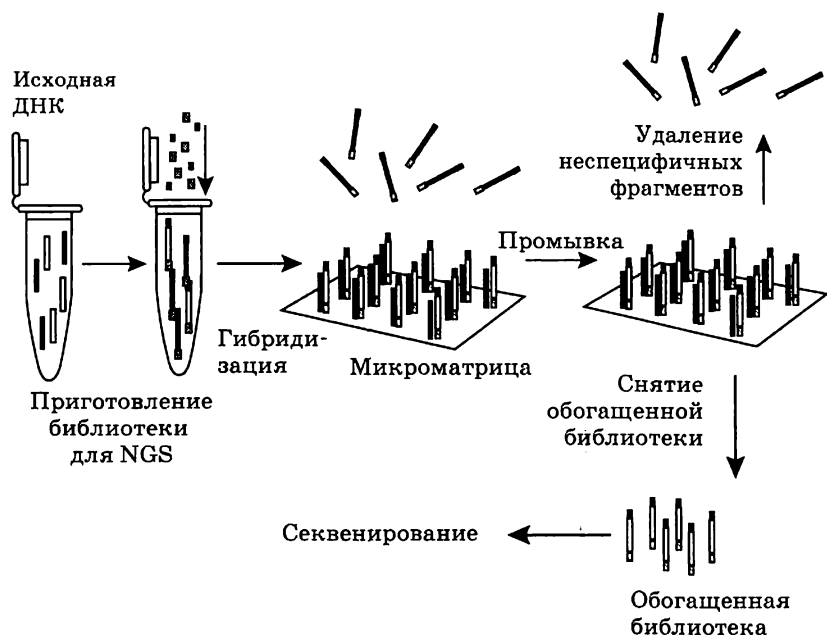 Исходная
ДНК
Приготовление
библиотеки
для NGS
Гибриди-
зация
Микроматрица
Промывка
Удаление
неспецифичных
фрагментов
Снятие
обогащенной
библиотеки
Обогащенная
библиотека
Секвенирование